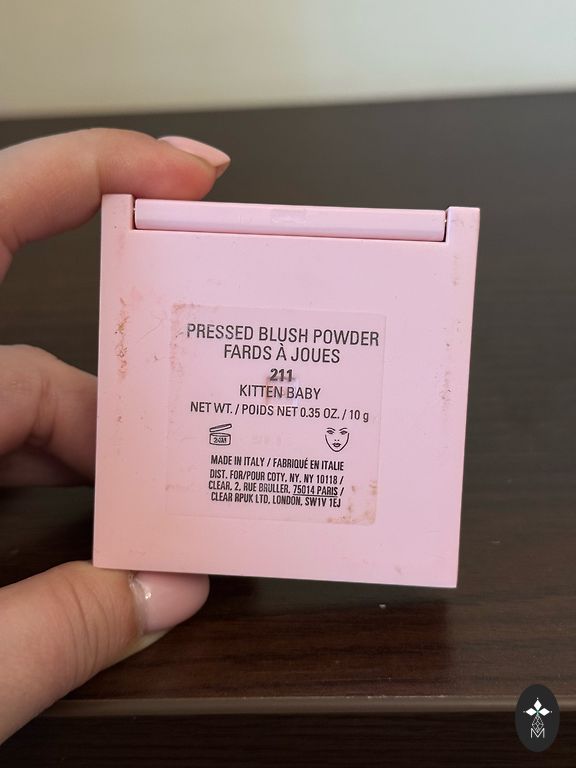 PRESSED BLUSH POWDER
FARDS À JOUES
211
KITTEN BABY
NET WT. / POIDS NET 0.35 OZ. / 10 g
24M
MADE IN ITALY / FABRIQUÉ EN ITALIE
DIST. FOR/POUR COTY, NY, NY 10118 /
CLEAR, 2, RUE BRULLER, 75014 PARIS /
CLEAR RPUK LTD, LONDON, SW1V 1EJ
M